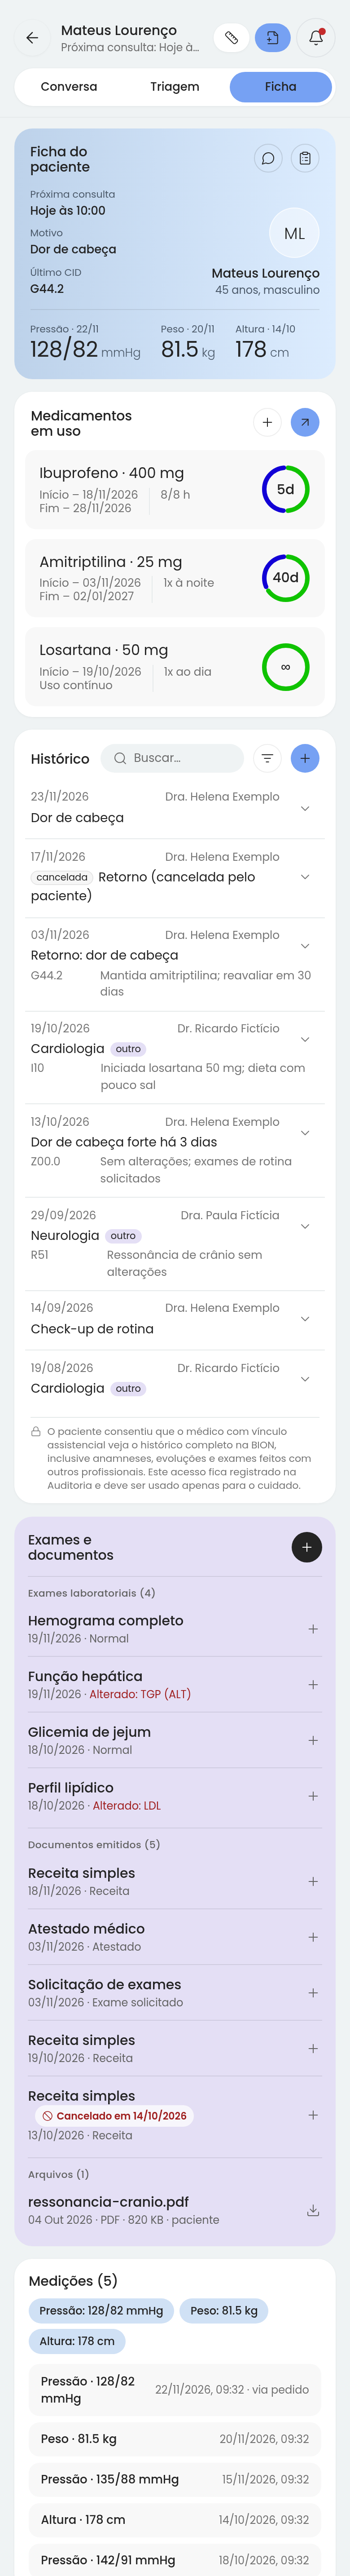 Mateus Lourenço
Próxima consulta: Hoje à...
Conversa Triagem Ficha
Ficha do
paciente
Próxima consulta
Hoje às 10:00
Motivo
Dor de cabeça
Último CID
G44.2
ML
Mateus Lourenço
45 anos, masculino
Pressão · 22/11 Peso · 20/11 Altura · 14/10
128/82 mmHg 81.5 kg 178 cm
Medicamentos
em uso
Ibuprofeno · 400 mg
Início – 18/11/2026 8/8 h
Fim – 28/11/2026
5d
Amitriptilina · 25 mg
Início – 03/11/2026 1x à noite
Fim – 02/01/2027
40d
Losartana · 50 mg
Início – 19/10/2026 1x ao dia
Uso contínuo
∞
Histórico Buscar...
23/11/2026 Dra. Helena Exemplo
Dor de cabeça
17/11/2026 Dra. Helena Exemplo
cancelada Retorno (cancelada pelo
paciente)
03/11/2026 Dra. Helena Exemplo
Retorno: dor de cabeça
G44.2 Mantida amitriptilina; reavaliar em 30
dias
19/10/2026 Dr. Ricardo Fictício
Cardiologia outro
I10 Iniciada losartana 50 mg; dieta com
pouco sal
13/10/2026 Dra. Helena Exemplo
Dor de cabeça forte há 3 dias
Z00.0 Sem alterações; exames de rotina
solicitados
29/09/2026 Dra. Paula Fictícia
Neurologia outro
R51 Ressonância de crânio sem
alterações
14/09/2026 Dra. Helena Exemplo
Check-up de rotina
19/08/2026 Dr. Ricardo Fictício
Cardiologia outro
O paciente consentiu que o médico com vínculo
assistencial veja o histórico completo na BION,
inclusive anamneses, evoluções e exames feitos com
outros profissionais. Este acesso fica registrado na
Auditoria e deve ser usado apenas para o cuidado.
Exames e
documentos
Exames laboratoriais (4)
Hemograma completo
19/11/2026 · Normal
Função hepática
19/11/2026 · Alterado: TGP (ALT)
Glicemia de jejum
18/10/2026 · Normal
Perfil lipídico
18/10/2026 · Alterado: LDL
Documentos emitidos (5)
Receita simples
18/11/2026 · Receita
Atestado médico
03/11/2026 · Atestado
Solicitação de exames
03/11/2026 · Exame solicitado
Receita simples
19/10/2026 · Receita
Receita simples
Cancelado em 14/10/2026
13/10/2026 · Receita
Arquivos (1)
ressonancia-cranio.pdf
04 Out 2026 · PDF · 820 KB · paciente
Medições (5)
Pressão: 128/82 mmHg Peso: 81.5 kg
Altura: 178 cm
Pressão · 128/82
mmHg
22/11/2026, 09:32 · via pedido
Peso · 81.5 kg 20/11/2026, 09:32
Pressão · 135/88 mmHg 15/11/2026, 09:32
Altura · 178 cm 14/10/2026, 09:32
Pressão · 142/91 mmHg 18/10/2026, 09:32